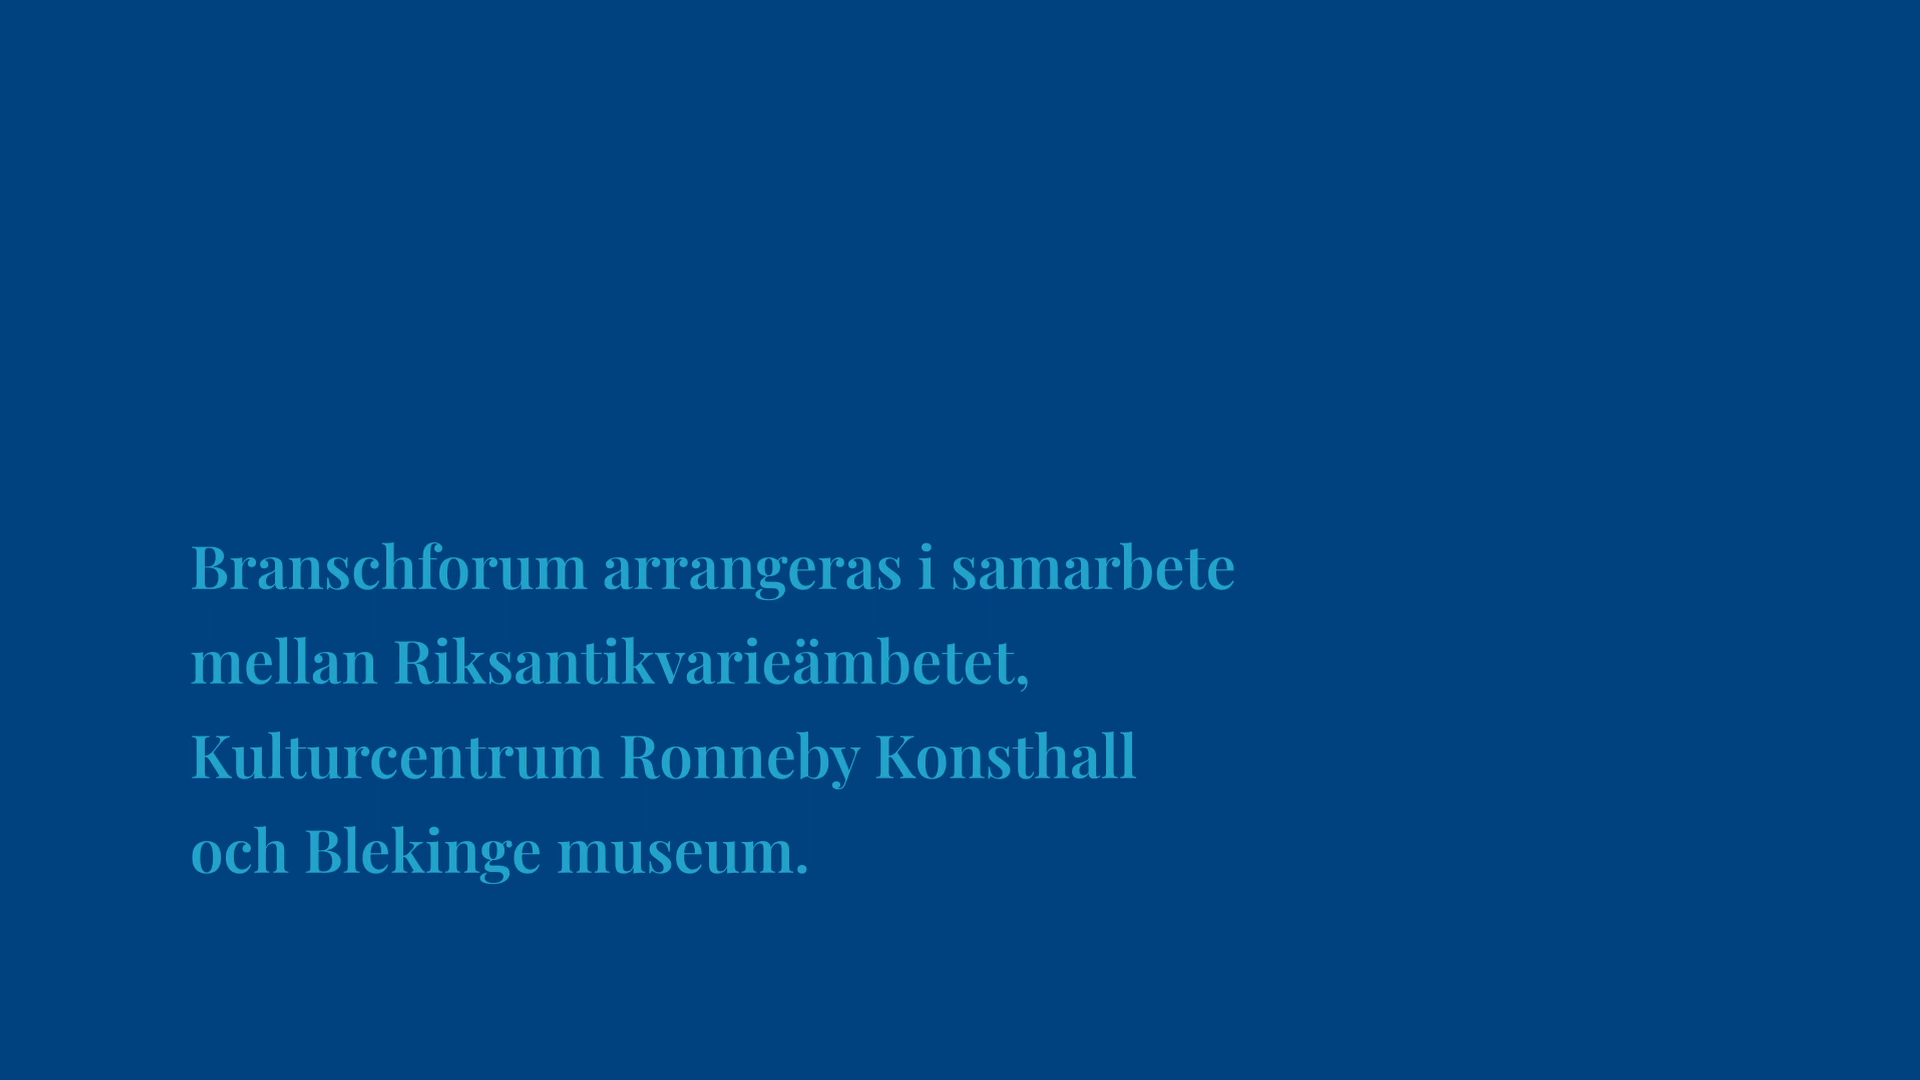 Branschforum arrangeras i samarbete
mellan Riksantikvarieämbetet,
Kulturcentrum Ronneby Konsthall
och Blekinge museum.